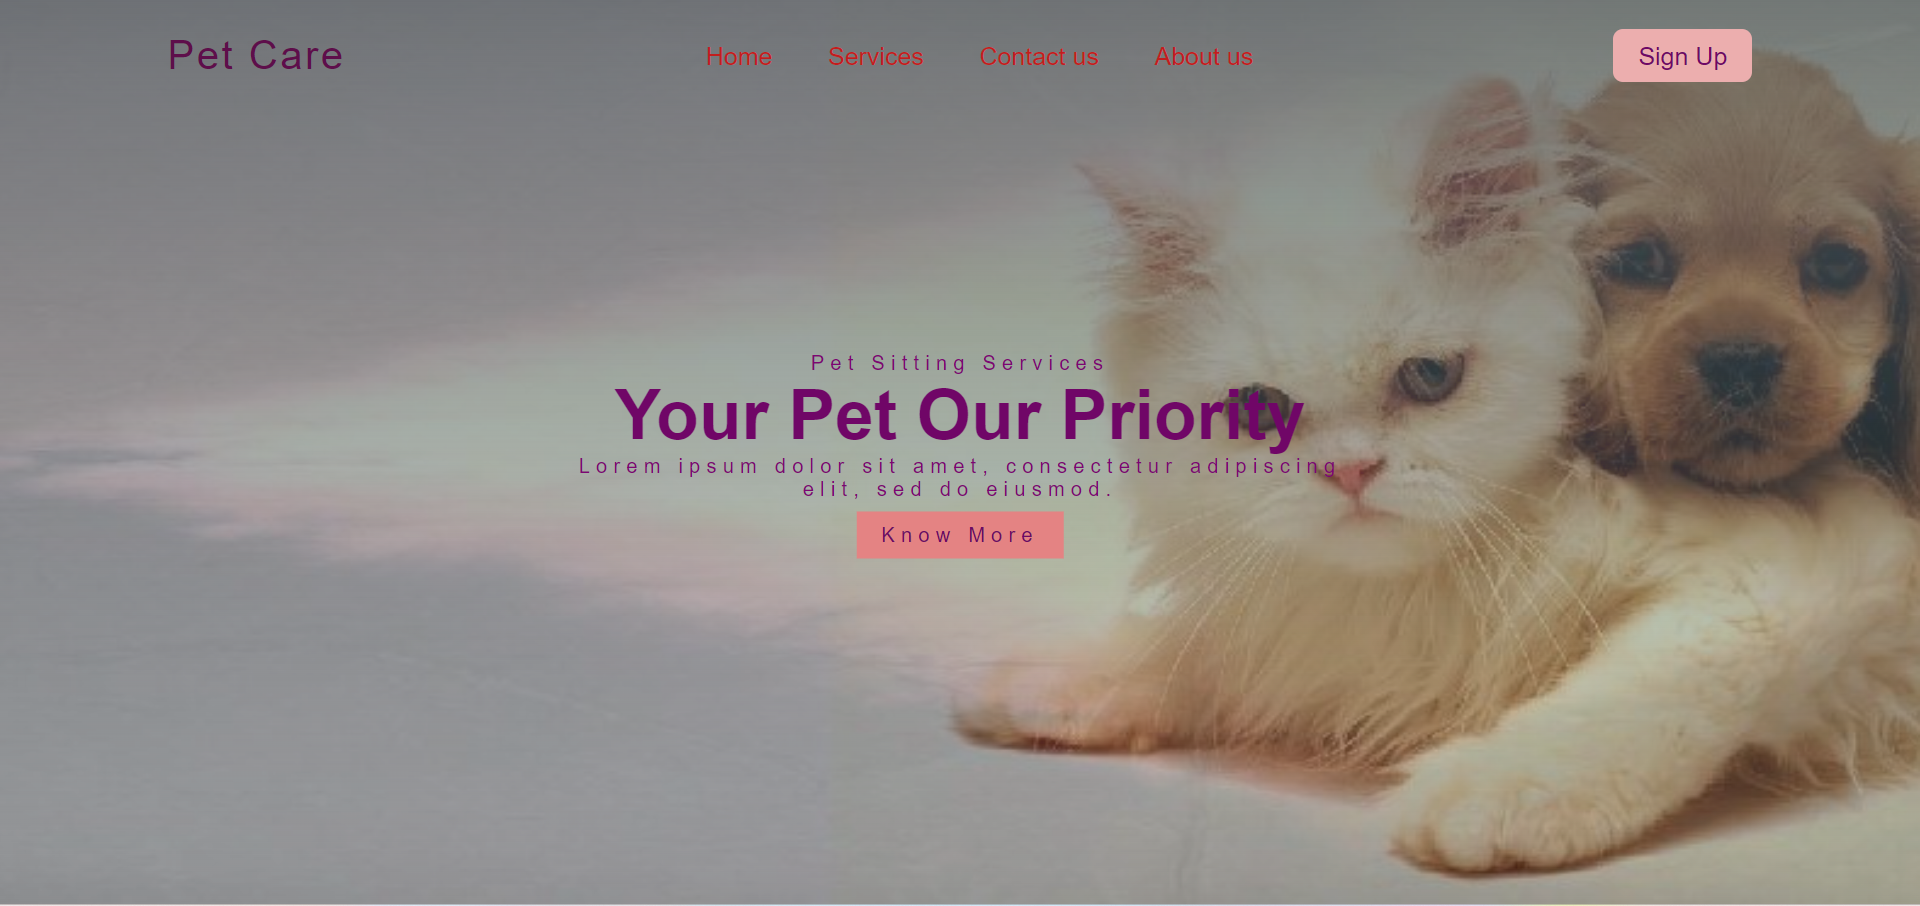 Pet Care
Home
Services
Contact us
About us
Sign Up
Pet Sitting Services
Your Pet Our Priority
Lorem ipsum dolor sit amet, consectetur adipiscing
elit, sed do eiusmod.
Know More